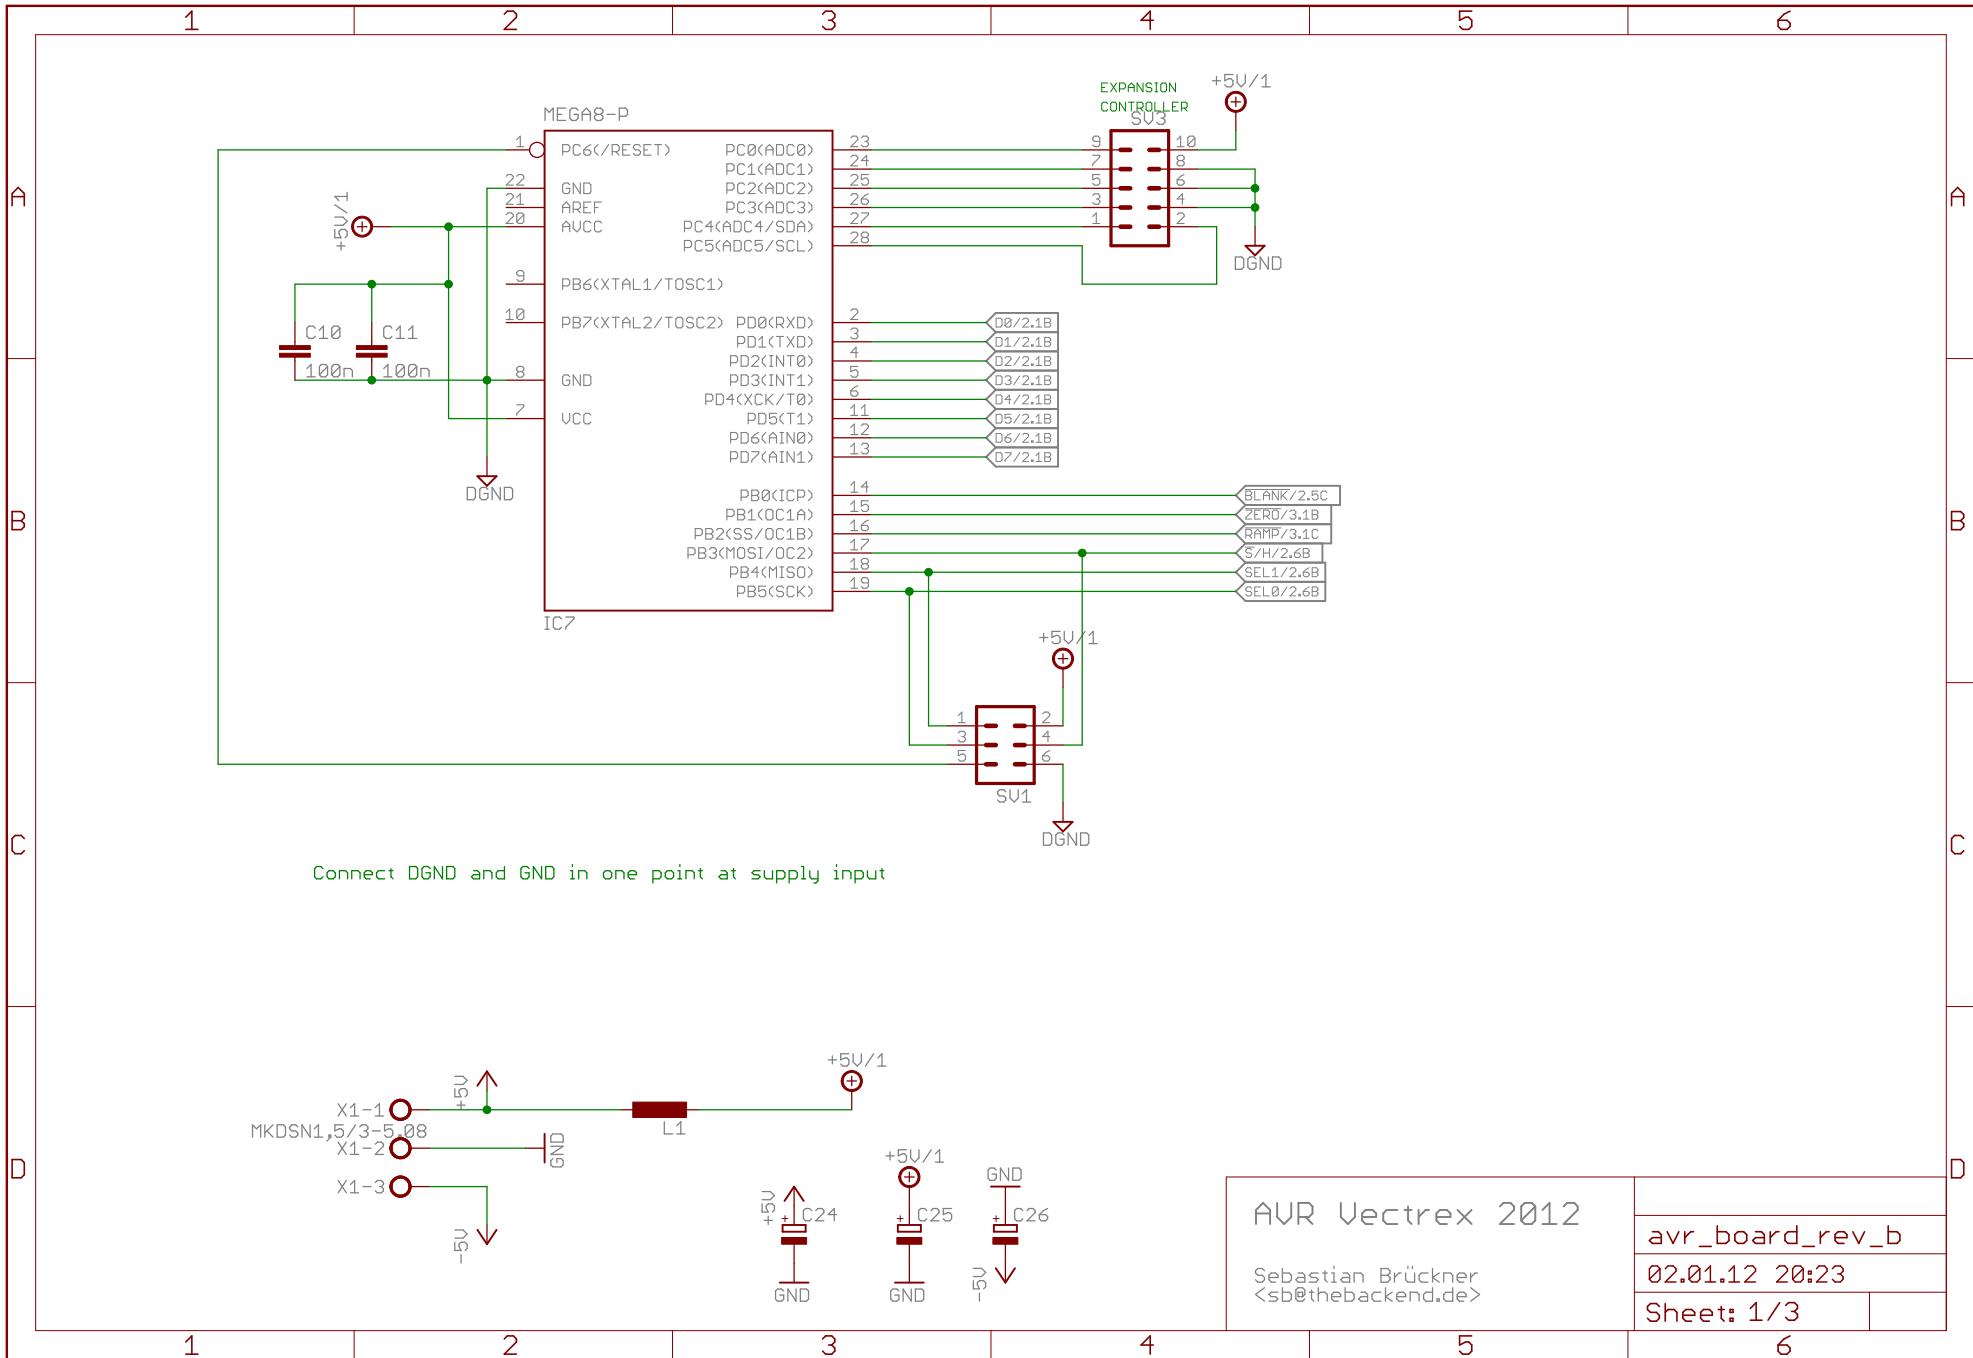 1 2 3 4 5 6
A A
B B
C C
D D
MEGA8-P
1 PC6(/RESET)
22 GND
21 AREF
20 AVCC
9 PB6(XTAL1/TOSC1)
10 PB7(XTAL2/TOSC2)
8 GND
7 VCC
PC0(ADC0) 23
PC1(ADC1) 24
PC2(ADC2) 25
PC3(ADC3) 26
PC4(ADC4/SDA) 27
PC5(ADC5/SCL) 28
PD0(RXD) 2
PD1(TXD) 3
PD2(INT0) 4
PD3(INT1) 5
PD4(XCK/T0) 6
PD5(T1) 11
PD6(AIN0) 12
PD7(AIN1) 13
PB0(ICP) 14
PB1(OC1A) 15
PB2(SS/OC1B) 16
PB3(MOSI/OC2) 17
PB4(MISO) 18
PB5(SCK) 19
IC7
+5V/1
C10
100n
C11
100n
DGND
EXPANSION
CONTROLLER
SV3
+5V/1
9 10
7 8
5 6
3 4
1 2
DGND
D0/2.1B
D1/2.1B
D2/2.1B
D3/2.1B
D4/2.1B
D5/2.1B
D6/2.1B
D7/2.1B
BLANK/2.5C
ZERO/3.1B
RAMP/3.1C
S/H/2.6B
SEL1/2.6B
SEL0/2.6B
+5V/1
1 2
3 4
5 6
SV1
DGND
Connect DGND and GND in one point at supply input
X1-1
MKDSN1,5/3-5.08
X1-2
X1-3
+5V
GND
-5V
L1
+5V/1
+5V
C24
GND
+5V/1
C25
GND
GND
C26
-5V
AVR Vectrex 2012
Sebastian Brückner
<sb@thebackend.de>
avr_board_rev_b
02.01.12 20:23
Sheet: 1/3
1 2 3 4 5 6